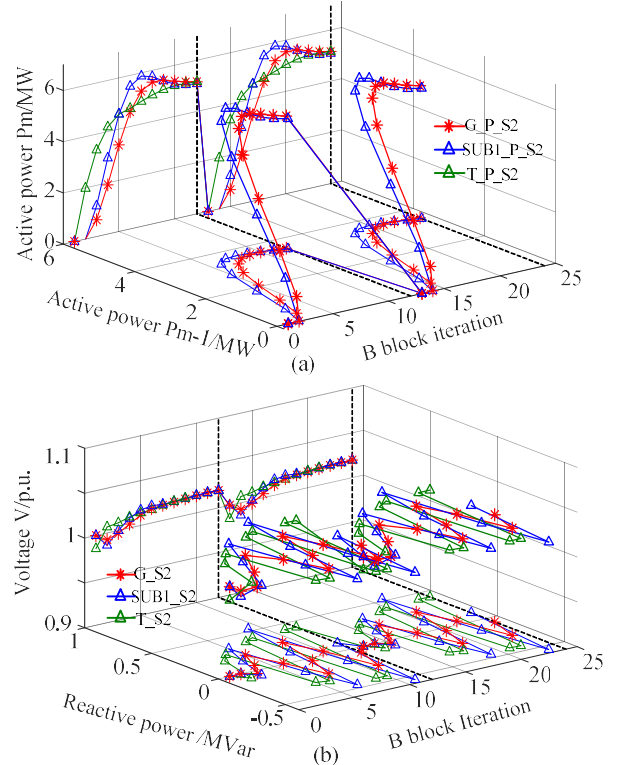 Active power Pm/MW
6
4
2
0
6
4
2
0
Active power Pm-1/MW
0
5
10
15
20
25
B block iteration
G_P_S2
SUB1_P_S2
T_P_S2
(a)
Voltage V/p.u.
1.1
1
0.9
1
0.5
0
-0.5
Reactive power /MVar
0
5
10
15
20
25
B block Iteration
G_S2
SUB1_S2
T_S2
(b)